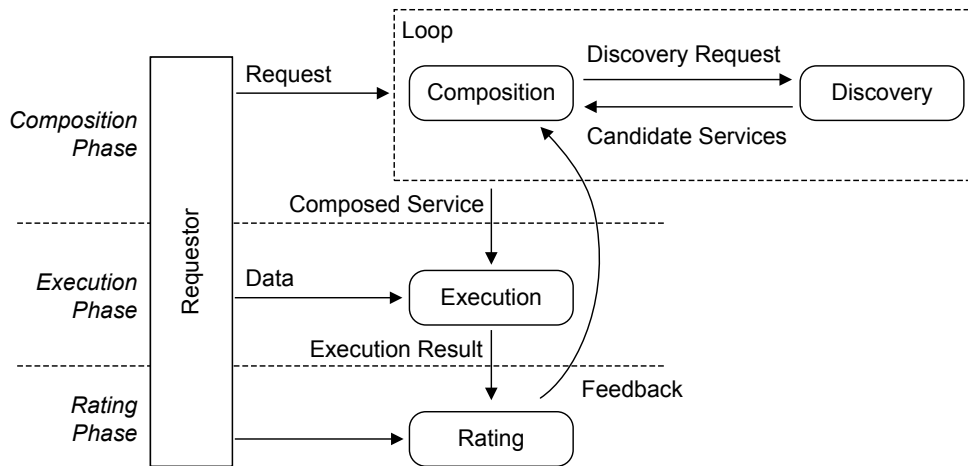 Loop
Request
Discovery Request
Composition
Discovery
Composition
Phase
Candidate Services
Composed Service
Requestor
Execution
Phase
Data
Execution
Execution Result
Feedback
Rating
Phase
Rating